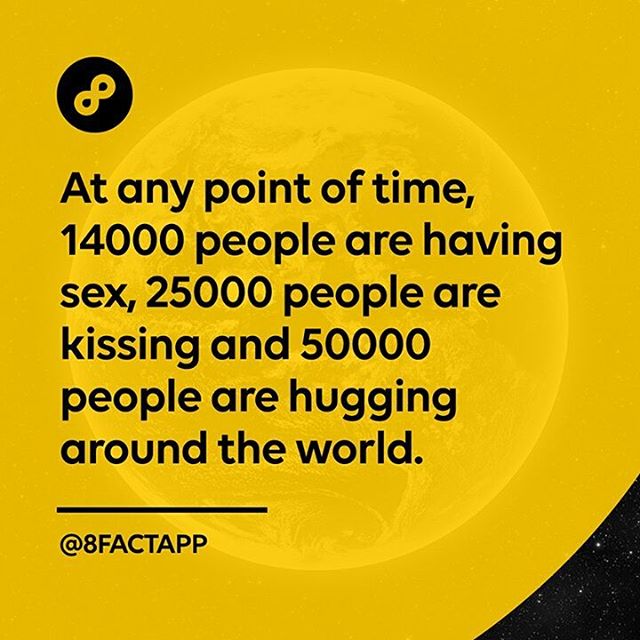 At any point of time,
14000 people are having
sex, 25000 people are
kissing and 50000
people are hugging
around the world.
@8FACTAPP